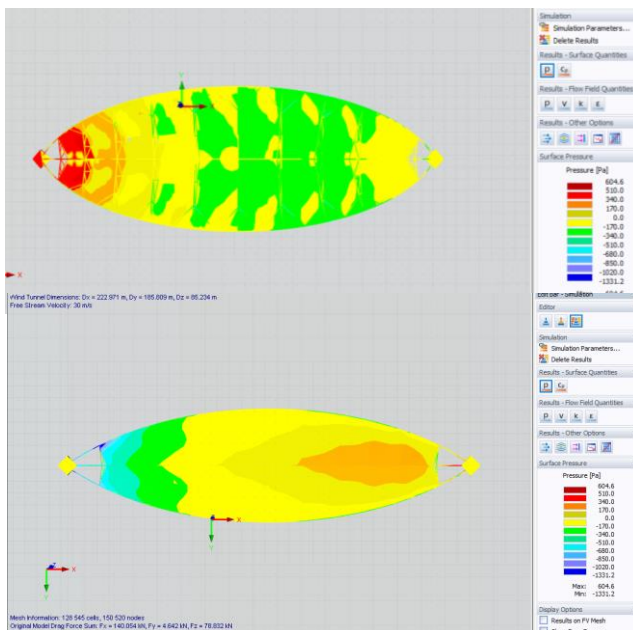 Simulation
Simulation Parameters...
Delete Results
Results - Surface Quantities
p Cp
Results - Flow Field Quantities
p v k ε
Results - Other Options
Surface Pressure
Pressure [Pa]
604.6
510.0
340.0
170.0
0.0
-170.0
-340.0
-510.0
-680.0
-850.0
-1020.0
-1331.2
Y
X
X
Wind Tunnel Dimensions: Dx = 222.971 m, Dy = 185.809 m, Dz = 86.234 m
Free Stream Velocity: 30 m/s
Edit Bar - Simulation
Editor
Simulation
Simulation Parameters...
Delete Results
Results - Surface Quantities
p Cp
Results - Flow Field Quantities
p v k ε
Results - Other Options
Surface Pressure
Pressure [Pa]
604.6
510.0
340.0
170.0
0.0
-170.0
-340.0
-510.0
-680.0
-850.0
-1020.0
-1331.2
Max: 604.6
Min: -1331.2
Display Options
Results on FV Mesh
X
Y
X
Y
Mesh Information: 128 545 cells, 150 520 nodes
Original Model Drag Force Sum: Fx = 140.054 kN, Fy = 4.642 kN, Fz = 78.832 kN